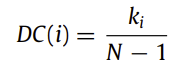 DC(i) = k_i / (N − 1)